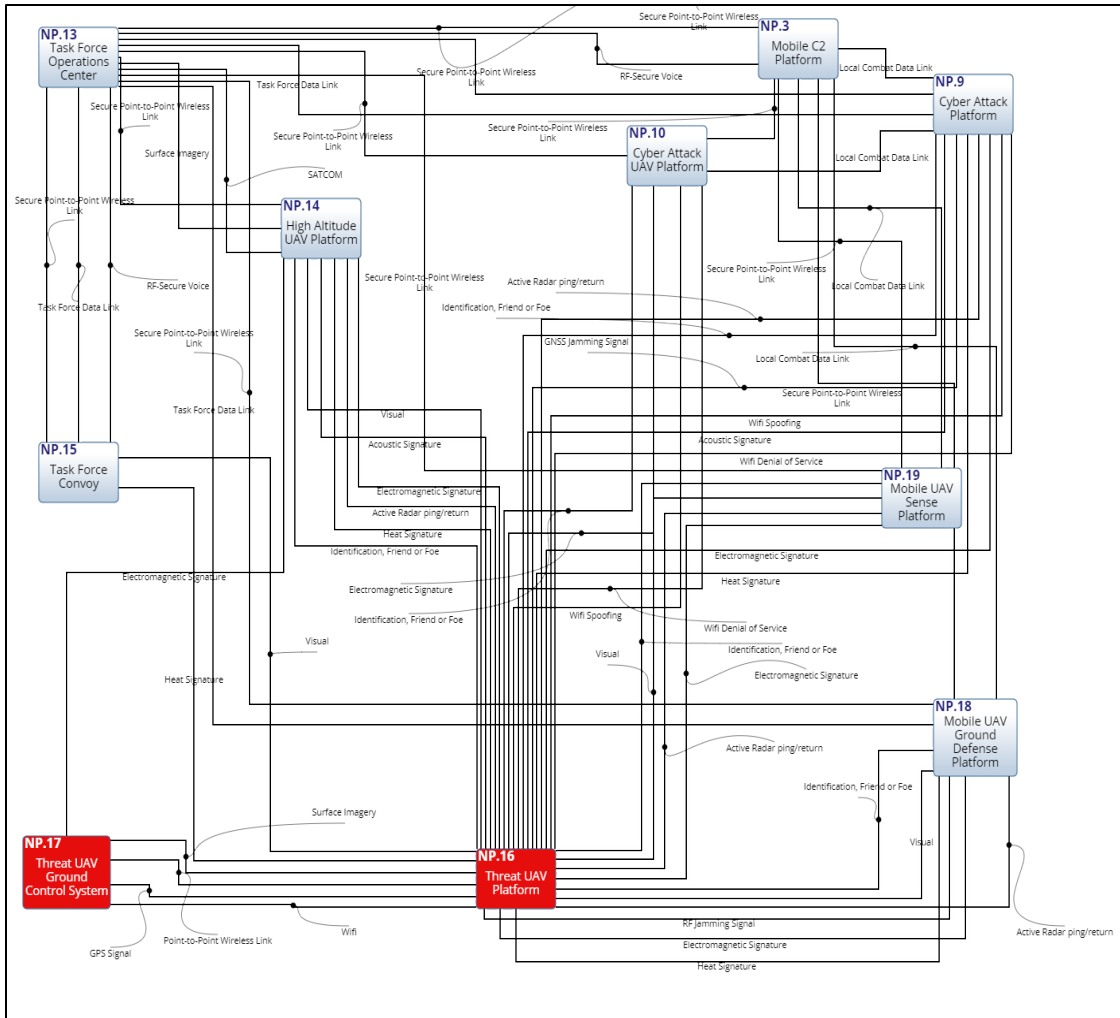 Secure Point-to-Point Wireless
Link
NP.13
Task Force
Operations
Center
NP.3
Mobile C2
Platform
Secure Point-to-Point Wireless
Link
RF-Secure Voice
Local Combat Data Link
NP.9
Cyber Attack
Platform
Task Force Data Link
Secure Point-to-Point Wireless
Link
Secure Point-to-Point Wireless
Link
Secure Point-to-Point Wireless
Link
NP.10
Cyber Attack
UAV Platform
Surface Imagery
Local Combat Data Link
SATCOM
Secure Point-to-Point Wireless
Link
NP.14
High Altitude
UAV Platform
RF-Secure Voice
Task Force Data Link
Secure Point-to-Point Wireless
Link
Active Radar ping/return
Secure Point-to-Point Wireless
Link
Local Combat Data Link
Identification, Friend or Foe
Secure Point-to-Point Wireless
Link
GNSS Jamming Signal
Local Combat Data Link
Task Force Data Link
Visual
Secure Point-to-Point Wireless
Link
Wifi Spoofing
Acoustic Signature
Acoustic Signature
Wifi Denial of Service
NP.15
Task Force
Convoy
NP.19
Mobile UAV
Sense
Platform
Electromagnetic Signature
Active Radar ping/return
Heat Signature
Identification, Friend or Foe
Electromagnetic Signature
Electromagnetic Signature
Heat Signature
Electromagnetic Signature
Identification, Friend or Foe
Wifi Spoofing
Wifi Denial of Service
Visual
Visual
Identification, Friend or Foe
Heat Signature
Electromagnetic Signature
NP.18
Mobile UAV
Ground
Defense
Platform
Active Radar ping/return
Identification, Friend or Foe
Surface Imagery
Visual
NP.17
Threat UAV
Ground
Control System
NP.16
Threat UAV
Platform
RF Jamming Signal
Wifi
Active Radar ping/return
Point-to-Point Wireless Link
GPS Signal
Electromagnetic Signature
Heat Signature